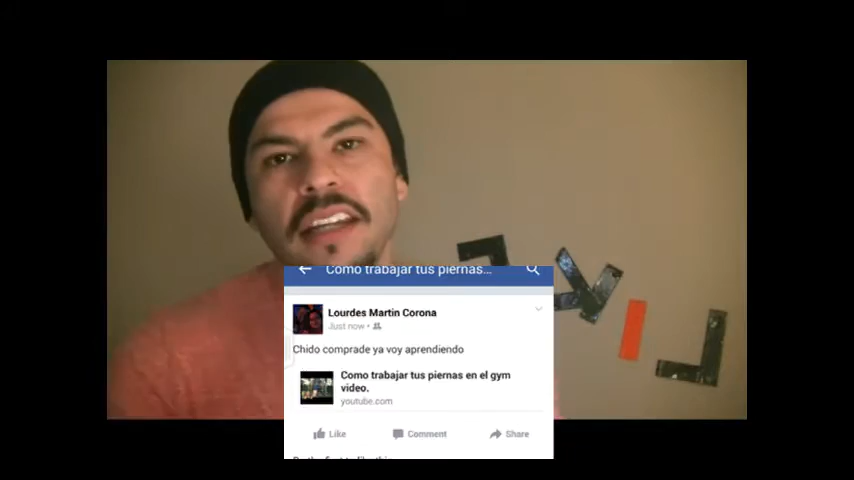 Como trabajar tus piernas...
Lourdes Martin Corona
Just now
Chido comprade ya voy aprendiendo
Como trabajar tus piernas en el gym
video.
youtube.com
Like
Comment
Share